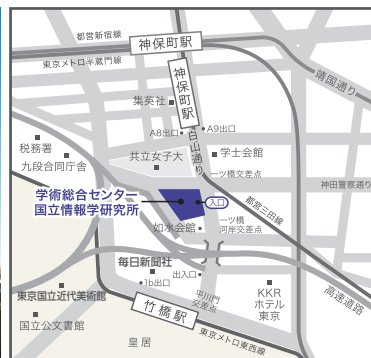 都営新宿線
神保町駅
東京メトロ半蔵門線
神保町駅
靖国通り
集英社
A8出口
A9出口
白山通り
税務署
九段合同庁舎
共立女子大
学士会館
一ツ橋交差点
神田警察通り
学術総合センター
国立情報学研究所
入口
都営三田線
如水会館
一ツ橋
河岸交差点
毎日新聞社
出入口
1b出口
平川門
交差点
竹橋駅
KKR
ホテル
東京
高速道路
東京国立近代美術館
国立公文書館
東京メトロ東西線
皇居